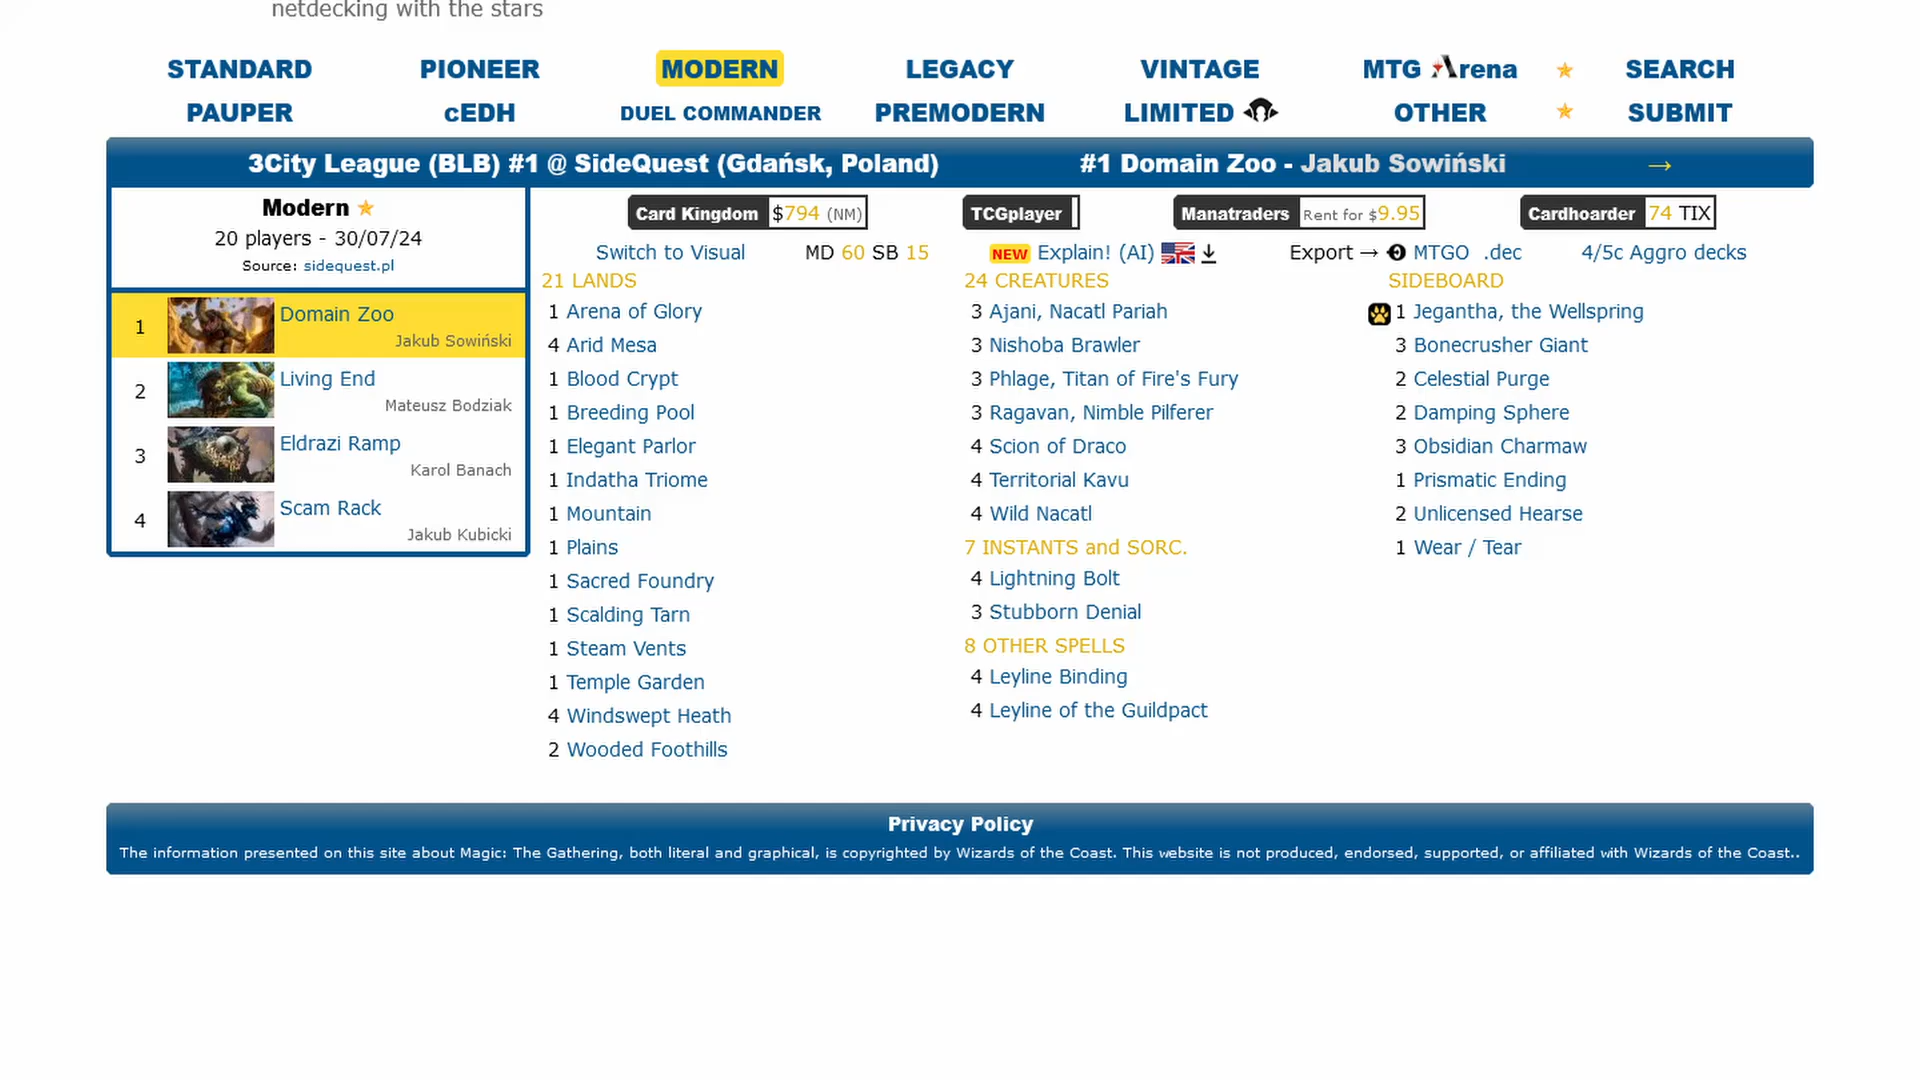 netdecking with the stars
STANDARD PIONEER MODERN LEGACY VINTAGE MTG Arena SEARCH
PAUPER cEDH DUEL COMMANDER PREMODERN LIMITED OTHER SUBMIT
3City League (BLB) #1 @ SideQuest (Gdańsk, Poland) #1 Domain Zoo - Jakub Sowiński →
Modern
20 players - 30/07/24
Source: sidequest.pl
1 Domain Zoo
Jakub Sowiński
2 Living End
Mateusz Bodziak
3 Eldrazi Ramp
Karol Banach
4 Scam Rack
Jakub Kubicki
Card Kingdom $794 (NM) TCGplayer Manatraders Rent for $9.95 Cardhoarder 74 TIX
Switch to Visual MD 60 SB 15 NEW Explain! (AI) Export → MTGO .dec 4/5c Aggro decks
21 LANDS
1 Arena of Glory
4 Arid Mesa
1 Blood Crypt
1 Breeding Pool
1 Elegant Parlor
1 Indatha Triome
1 Mountain
1 Plains
1 Sacred Foundry
1 Scalding Tarn
1 Steam Vents
1 Temple Garden
4 Windswept Heath
2 Wooded Foothills
24 CREATURES
3 Ajani, Nacatl Pariah
3 Nishoba Brawler
3 Phlage, Titan of Fire's Fury
3 Ragavan, Nimble Pilferer
4 Scion of Draco
4 Territorial Kavu
4 Wild Nacatl
7 INSTANTS and SORC.
4 Lightning Bolt
3 Stubborn Denial
8 OTHER SPELLS
4 Leyline Binding
4 Leyline of the Guildpact
SIDEBOARD
1 Jegantha, the Wellspring
3 Bonecrusher Giant
2 Celestial Purge
2 Damping Sphere
3 Obsidian Charmaw
1 Prismatic Ending
2 Unlicensed Hearse
1 Wear / Tear
Privacy Policy
The information presented on this site about Magic: The Gathering, both literal and graphical, is copyrighted by Wizards of the Coast. This website is not produced, endorsed, supported, or affiliated with Wizards of the Coast..